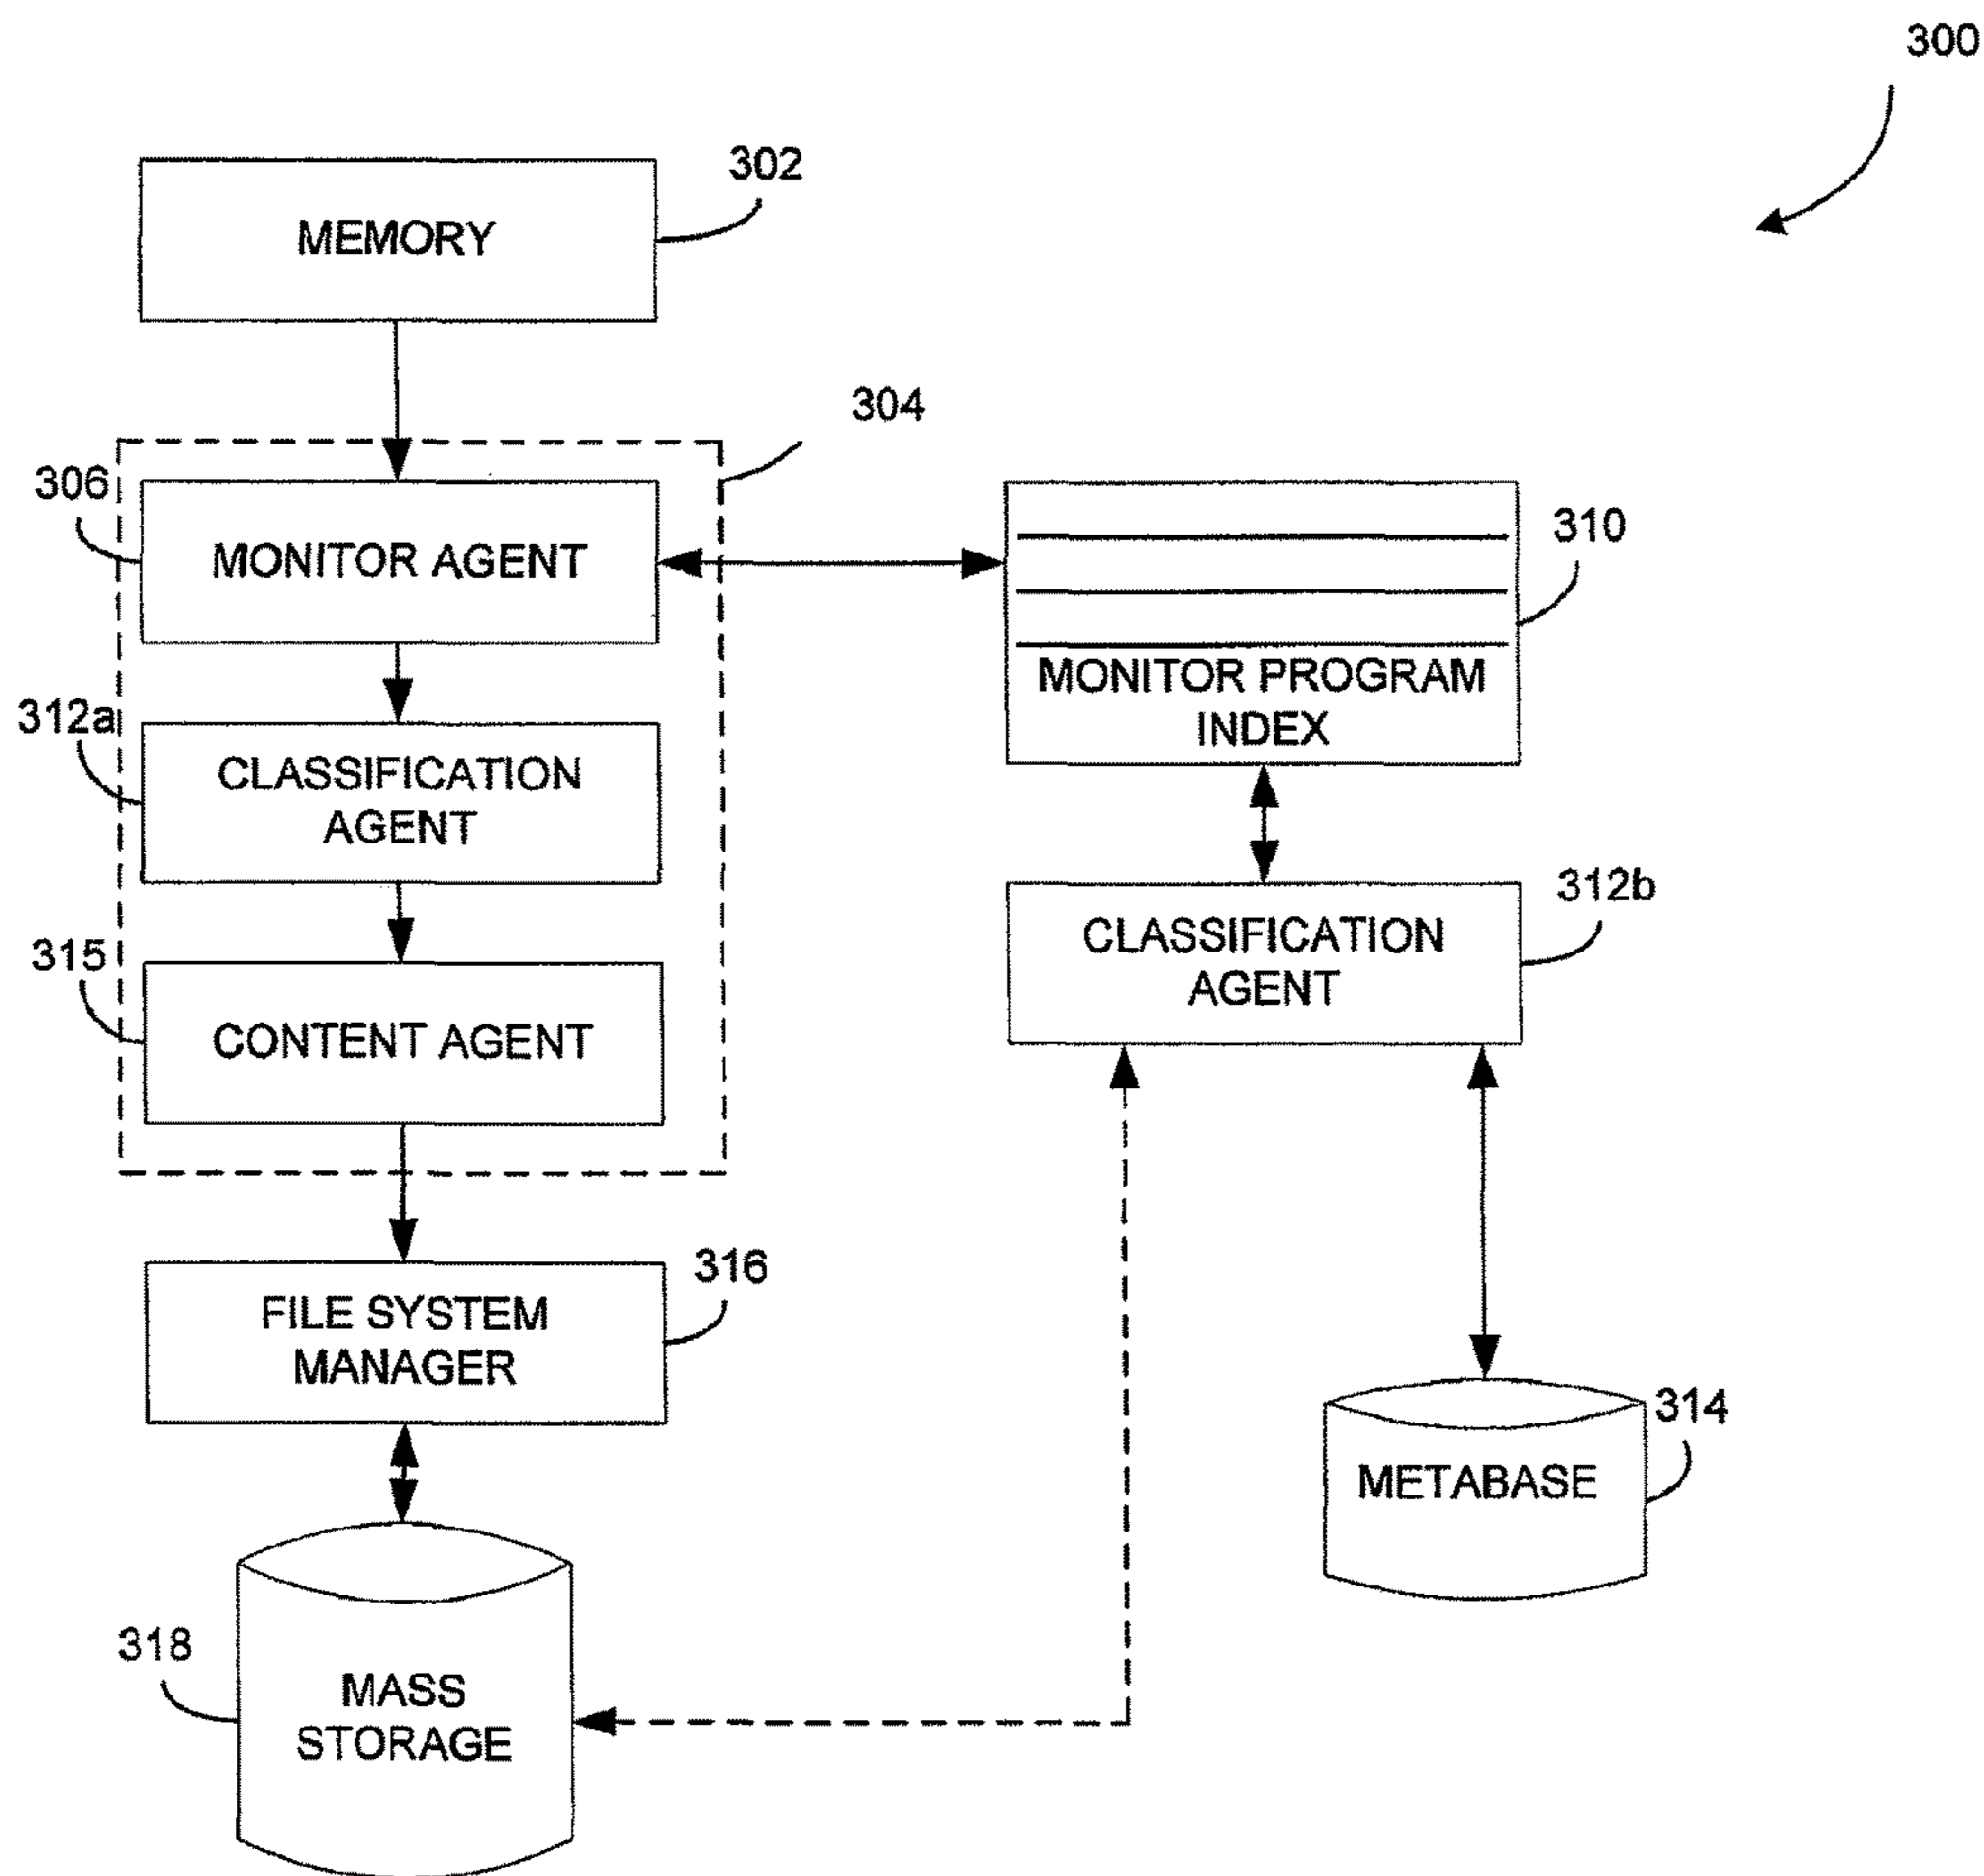 300
302
MEMORY
304
306
MONITOR AGENT
310
MONITOR PROGRAM
INDEX
312a
CLASSIFICATION
AGENT
312b
CLASSIFICATION
AGENT
315
CONTENT AGENT
316
FILE SYSTEM
MANAGER
314
METABASE
318
MASS
STORAGE